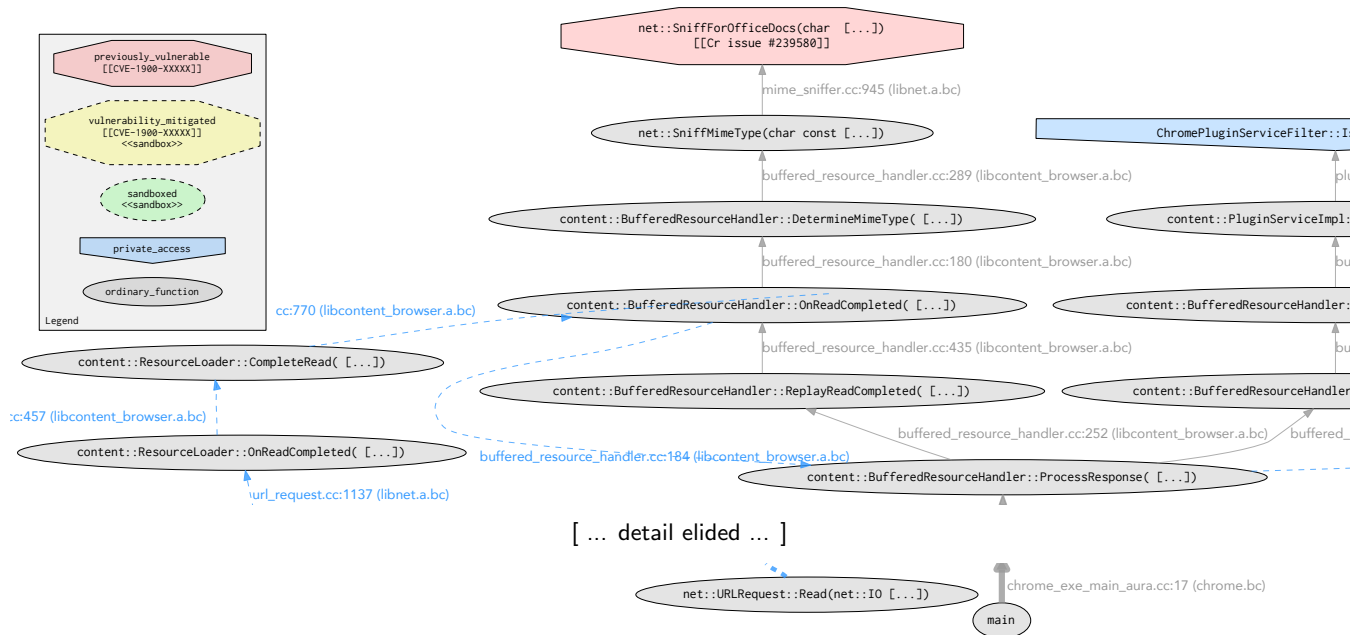 previously_vulnerable
[[CVE-1900-XXXXX]]
vulnerability_mitigated
[[CVE-1900-XXXXX]]
<<sandbox>>
sandboxed
<<sandbox>>
private_access
ordinary_function
Legend
net::SniffForOfficeDocs(char [...])
[[Cr issue #239580]]
mime_sniffer.cc:945 (libnet.a.bc)
net::SniffMimeType(char const [...])
ChromePluginServiceFilter::Is
buffered_resource_handler.cc:289 (libcontent_browser.a.bc)
plu
content::BufferedResourceHandler::DetermineMimeType( [...])
content::PluginServiceImpl:
buffered_resource_handler.cc:180 (libcontent_browser.a.bc)
bu
cc:770 (libcontent_browser.a.bc)
content::BufferedResourceHandler::OnReadCompleted( [...])
content::BufferedResourceHandler:
buffered_resource_handler.cc:435 (libcontent_browser.a.bc)
bu
content::ResourceLoader::CompleteRead( [...])
content::BufferedResourceHandler::ReplayReadCompleted( [...])
content::BufferedResourceHandler
:c:457 (libcontent_browser.a.bc)
buffered_resource_handler.cc:252 (libcontent_browser.a.bc)
buffered_
content::ResourceLoader::OnReadCompleted( [...])
buffered_resource_handler.cc:184 (libcontent_browser.a.bc)
content::BufferedResourceHandler::ProcessResponse( [...])
url_request.cc:1137 (libnet.a.bc)
[ ... detail elided ... ]
net::URLRequest::Read(net::IO [...])
chrome_exe_main_aura.cc:17 (chrome.bc)
main